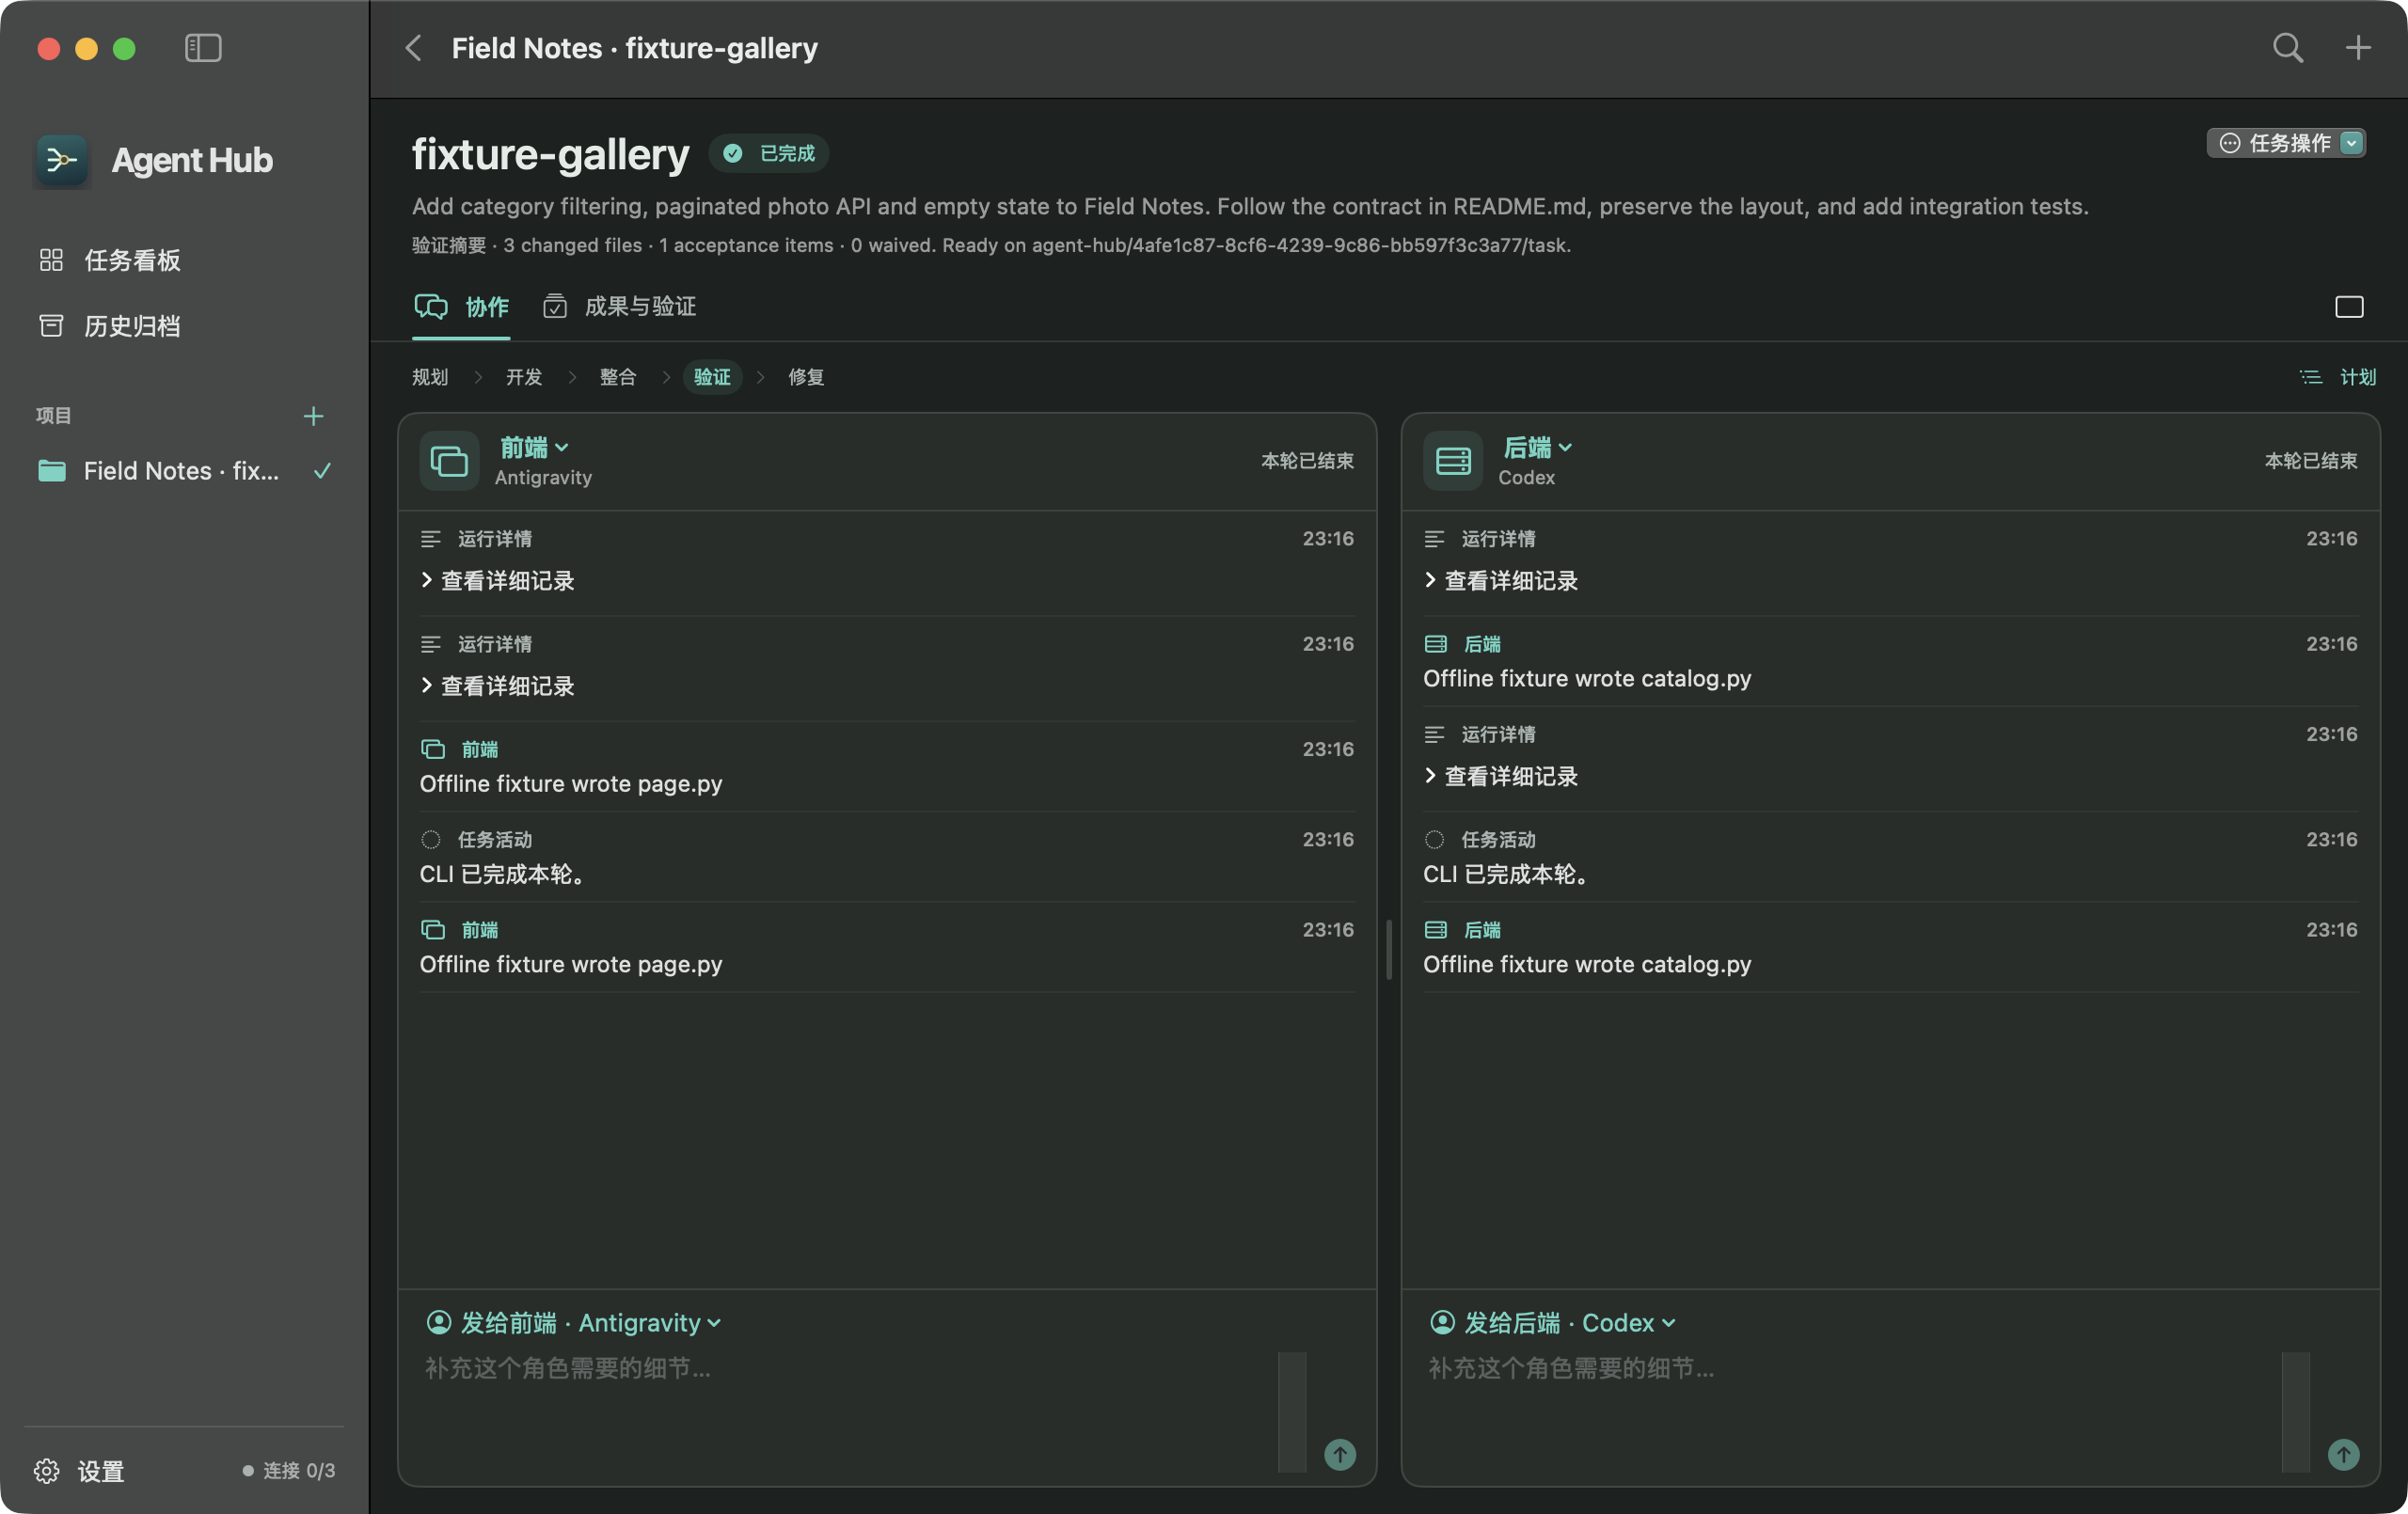 Field Notes · fixture-gallery
Agent Hub
任务看板
历史归档
项目
Field Notes · fix...
设置
连接 0/3
fixture-gallery
已完成
任务操作
Add category filtering, paginated photo API and empty state to Field Notes. Follow the contract in README.md, preserve the layout, and add integration tests.
验证摘要 · 3 changed files · 1 acceptance items · 0 waived. Ready on agent-hub/4afe1c87-8cf6-4239-9c86-bb597f3c3a77/task.
协作
成果与验证
规划
开发
整合
验证
修复
计划
前端
Antigravity
本轮已结束
运行详情 23:16
查看详细记录
运行详情 23:16
查看详细记录
前端 23:16
Offline fixture wrote page.py
任务活动 23:16
CLI 已完成本轮。
前端 23:16
Offline fixture wrote page.py
发给前端 · Antigravity
补充这个角色需要的细节...
后端
Codex
本轮已结束
运行详情 23:16
查看详细记录
后端 23:16
Offline fixture wrote catalog.py
运行详情 23:16
查看详细记录
任务活动 23:16
CLI 已完成本轮。
后端 23:16
Offline fixture wrote catalog.py
发给后端 · Codex
补充这个角色需要的细节...